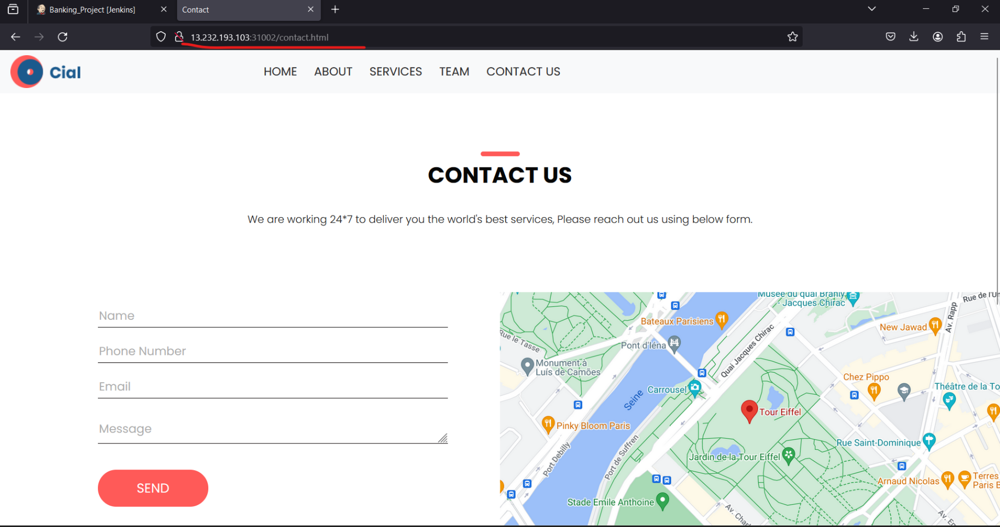 Banking_Project [Jenkins]
Contact
13.232.193.103:31002/contact.html
Cial
HOME ABOUT SERVICES TEAM CONTACT US
CONTACT US
We are working 24*7 to deliver you the world's best services, Please reach out us using below form.
Name
Phone Number
Email
Message
SEND
Musée du quai Branly
- Jacques Chirac
Rue de l'Un
Av. Rapp
Bateaux Parisiens
New Jawad
Rue le Tasse
Pont d'Iéna
Quai Jacques Chirac
Monument à
Luís de Camões
Chez Pippo
Carrousel
Théâtre de la To
Seine
Tour Eiffel
Pinky Bloom Paris
Port Debilly
Port de Suffren
Rue Saint-Dominique
Jardin de la Tour Eiffel
Arnaud Nicolas
Terres
Paris B
Stade Emile Anthoine
Av. Char